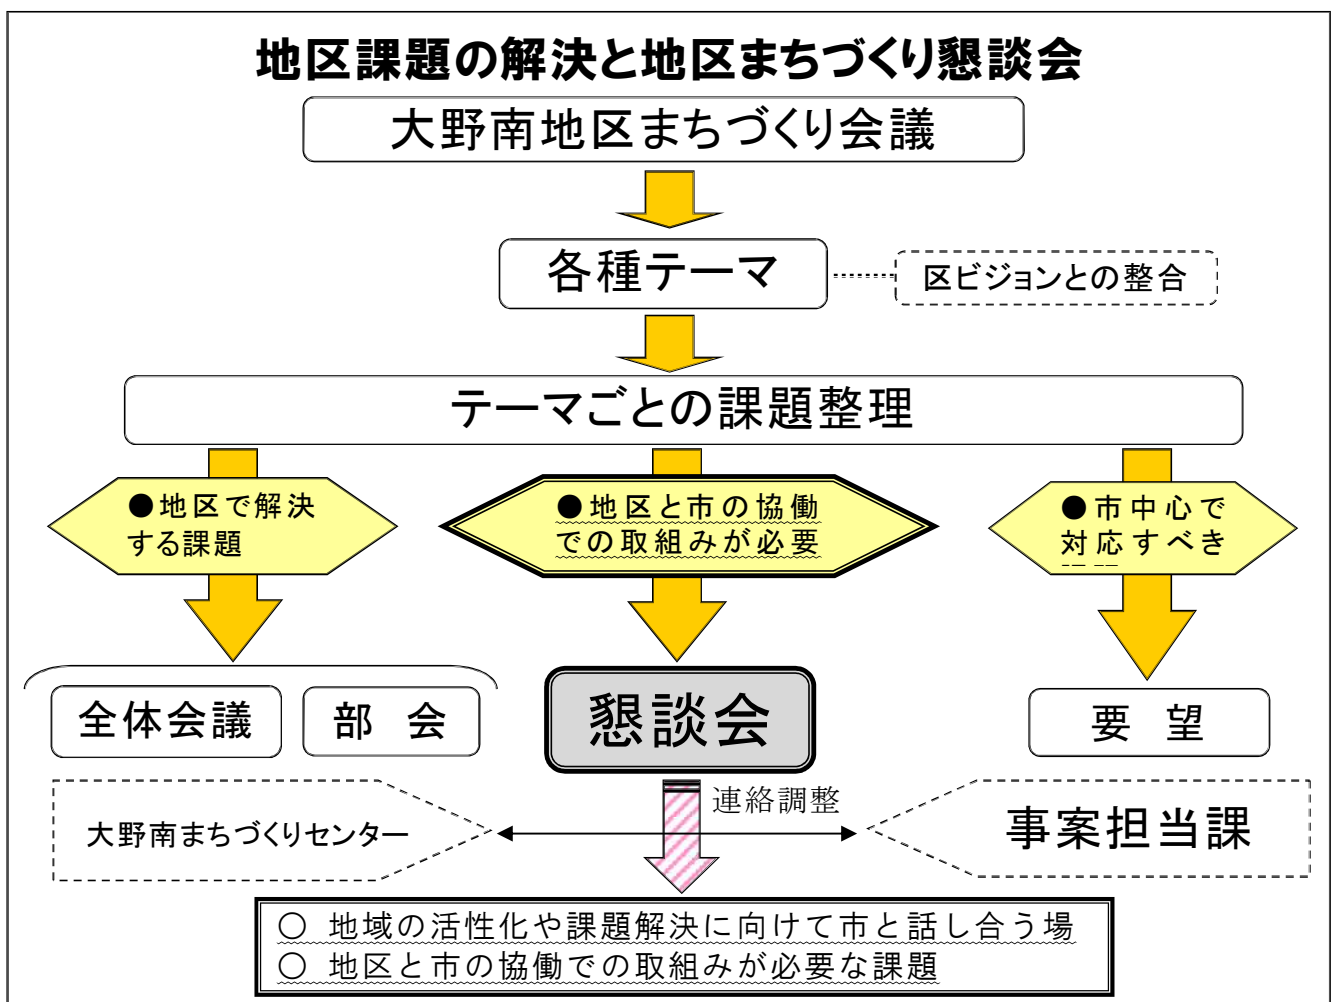 地区課題の解決と地区まちづくり懇談会
大野南地区まちづくり会議
各種テーマ
区ビジョンとの整合
テーマごとの課題整理
●地区で解決
する課題
●地区と市の協働
での取組みが必要
●市中心で
対応すべき
全体会議
部 会
懇談会
要 望
連絡調整
大野南まちづくりセンター
事案担当課
○ 地域の活性化や課題解決に向けて市と話し合う場
○ 地区と市の協働での取組みが必要な課題